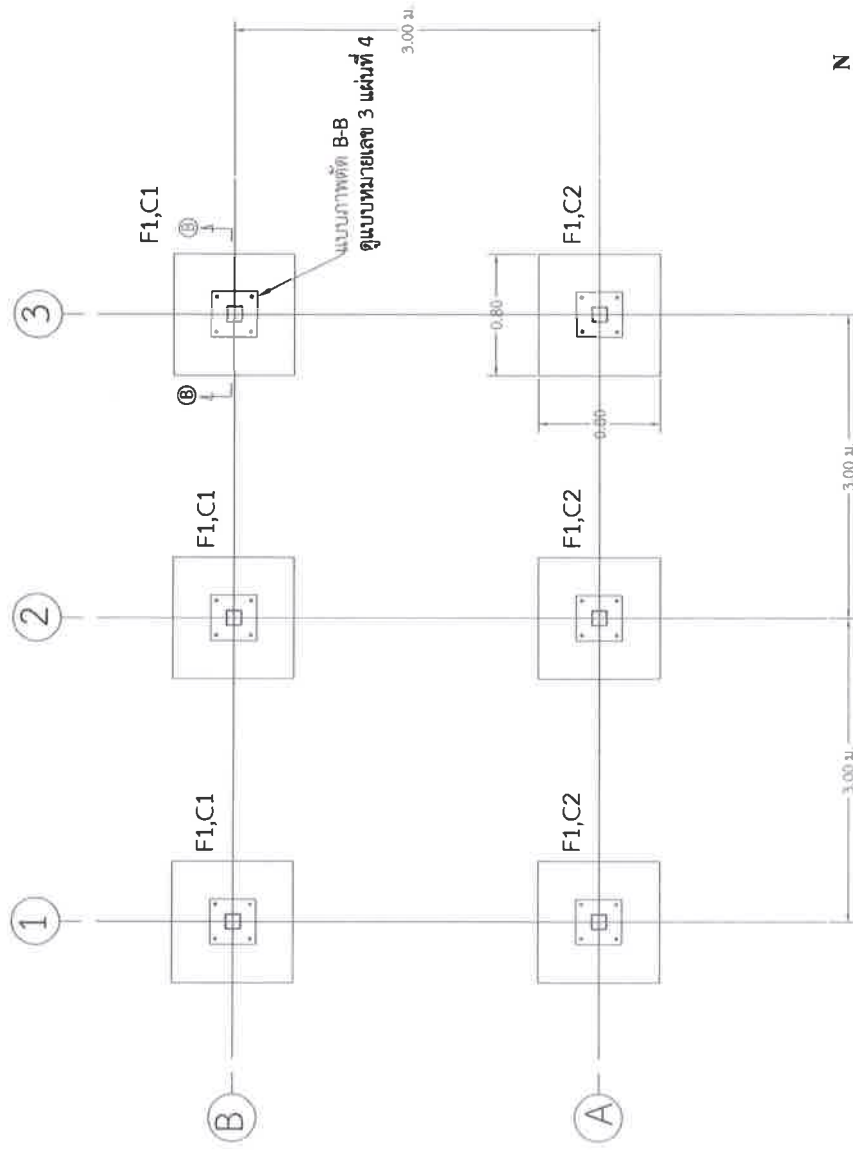 1
2
3
F1,C1
F1,C1
F1,C1
B
B
B
แบบภาพตัด B-B
ดูแบบหมายเลข 3 แผ่นที่ 4
3.00 ม.
F1,C2
F1,C2
F1,C2
0.80
0.80
A
3.00 ม.
3.00 ม.
N